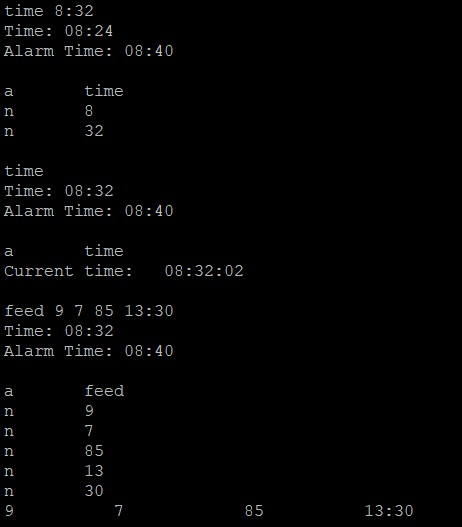 time 8:32
Time: 08:24
Alarm Time: 08:40
a time
n 8
n 32
time
Time: 08:32
Alarm Time: 08:40
a time
Current time: 08:32:02
feed 9 7 85 13:30
Time: 08:32
Alarm Time: 08:40
a feed
n 9
n 7
n 85
n 13
n 30
9 7 85 13:30